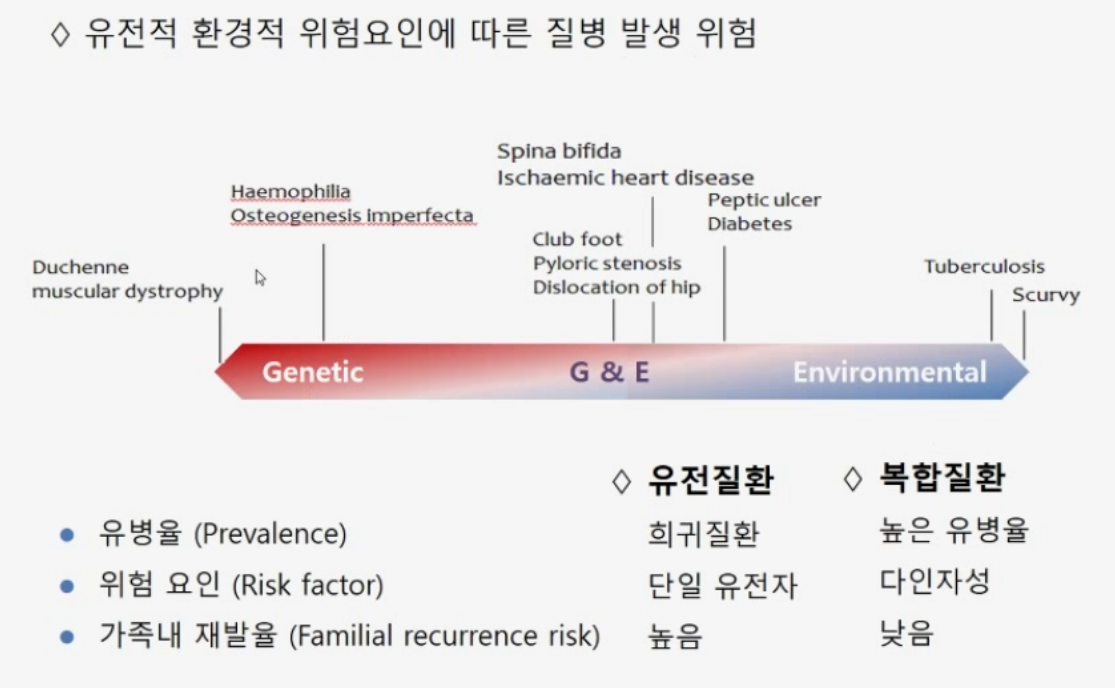 ◇ 유전적 환경적 위험요인에 따른 질병 발생 위험
Spina bifida
Ischaemic heart disease
Haemophilia
Osteogenesis imperfecta
Peptic ulcer
Diabetes
Club foot
Pyloric stenosis
Dislocation of hip
Duchenne
muscular dystrophy
Tuberculosis
Scurvy
Genetic
G & E
Environmental
◇ 유전질환
◇ 복합질환
• 유병율 (Prevalence)
희귀질환
높은 유병율
• 위험 요인 (Risk factor)
단일 유전자
다인자성
• 가족내 재발율 (Familial recurrence risk)
높음
낮음